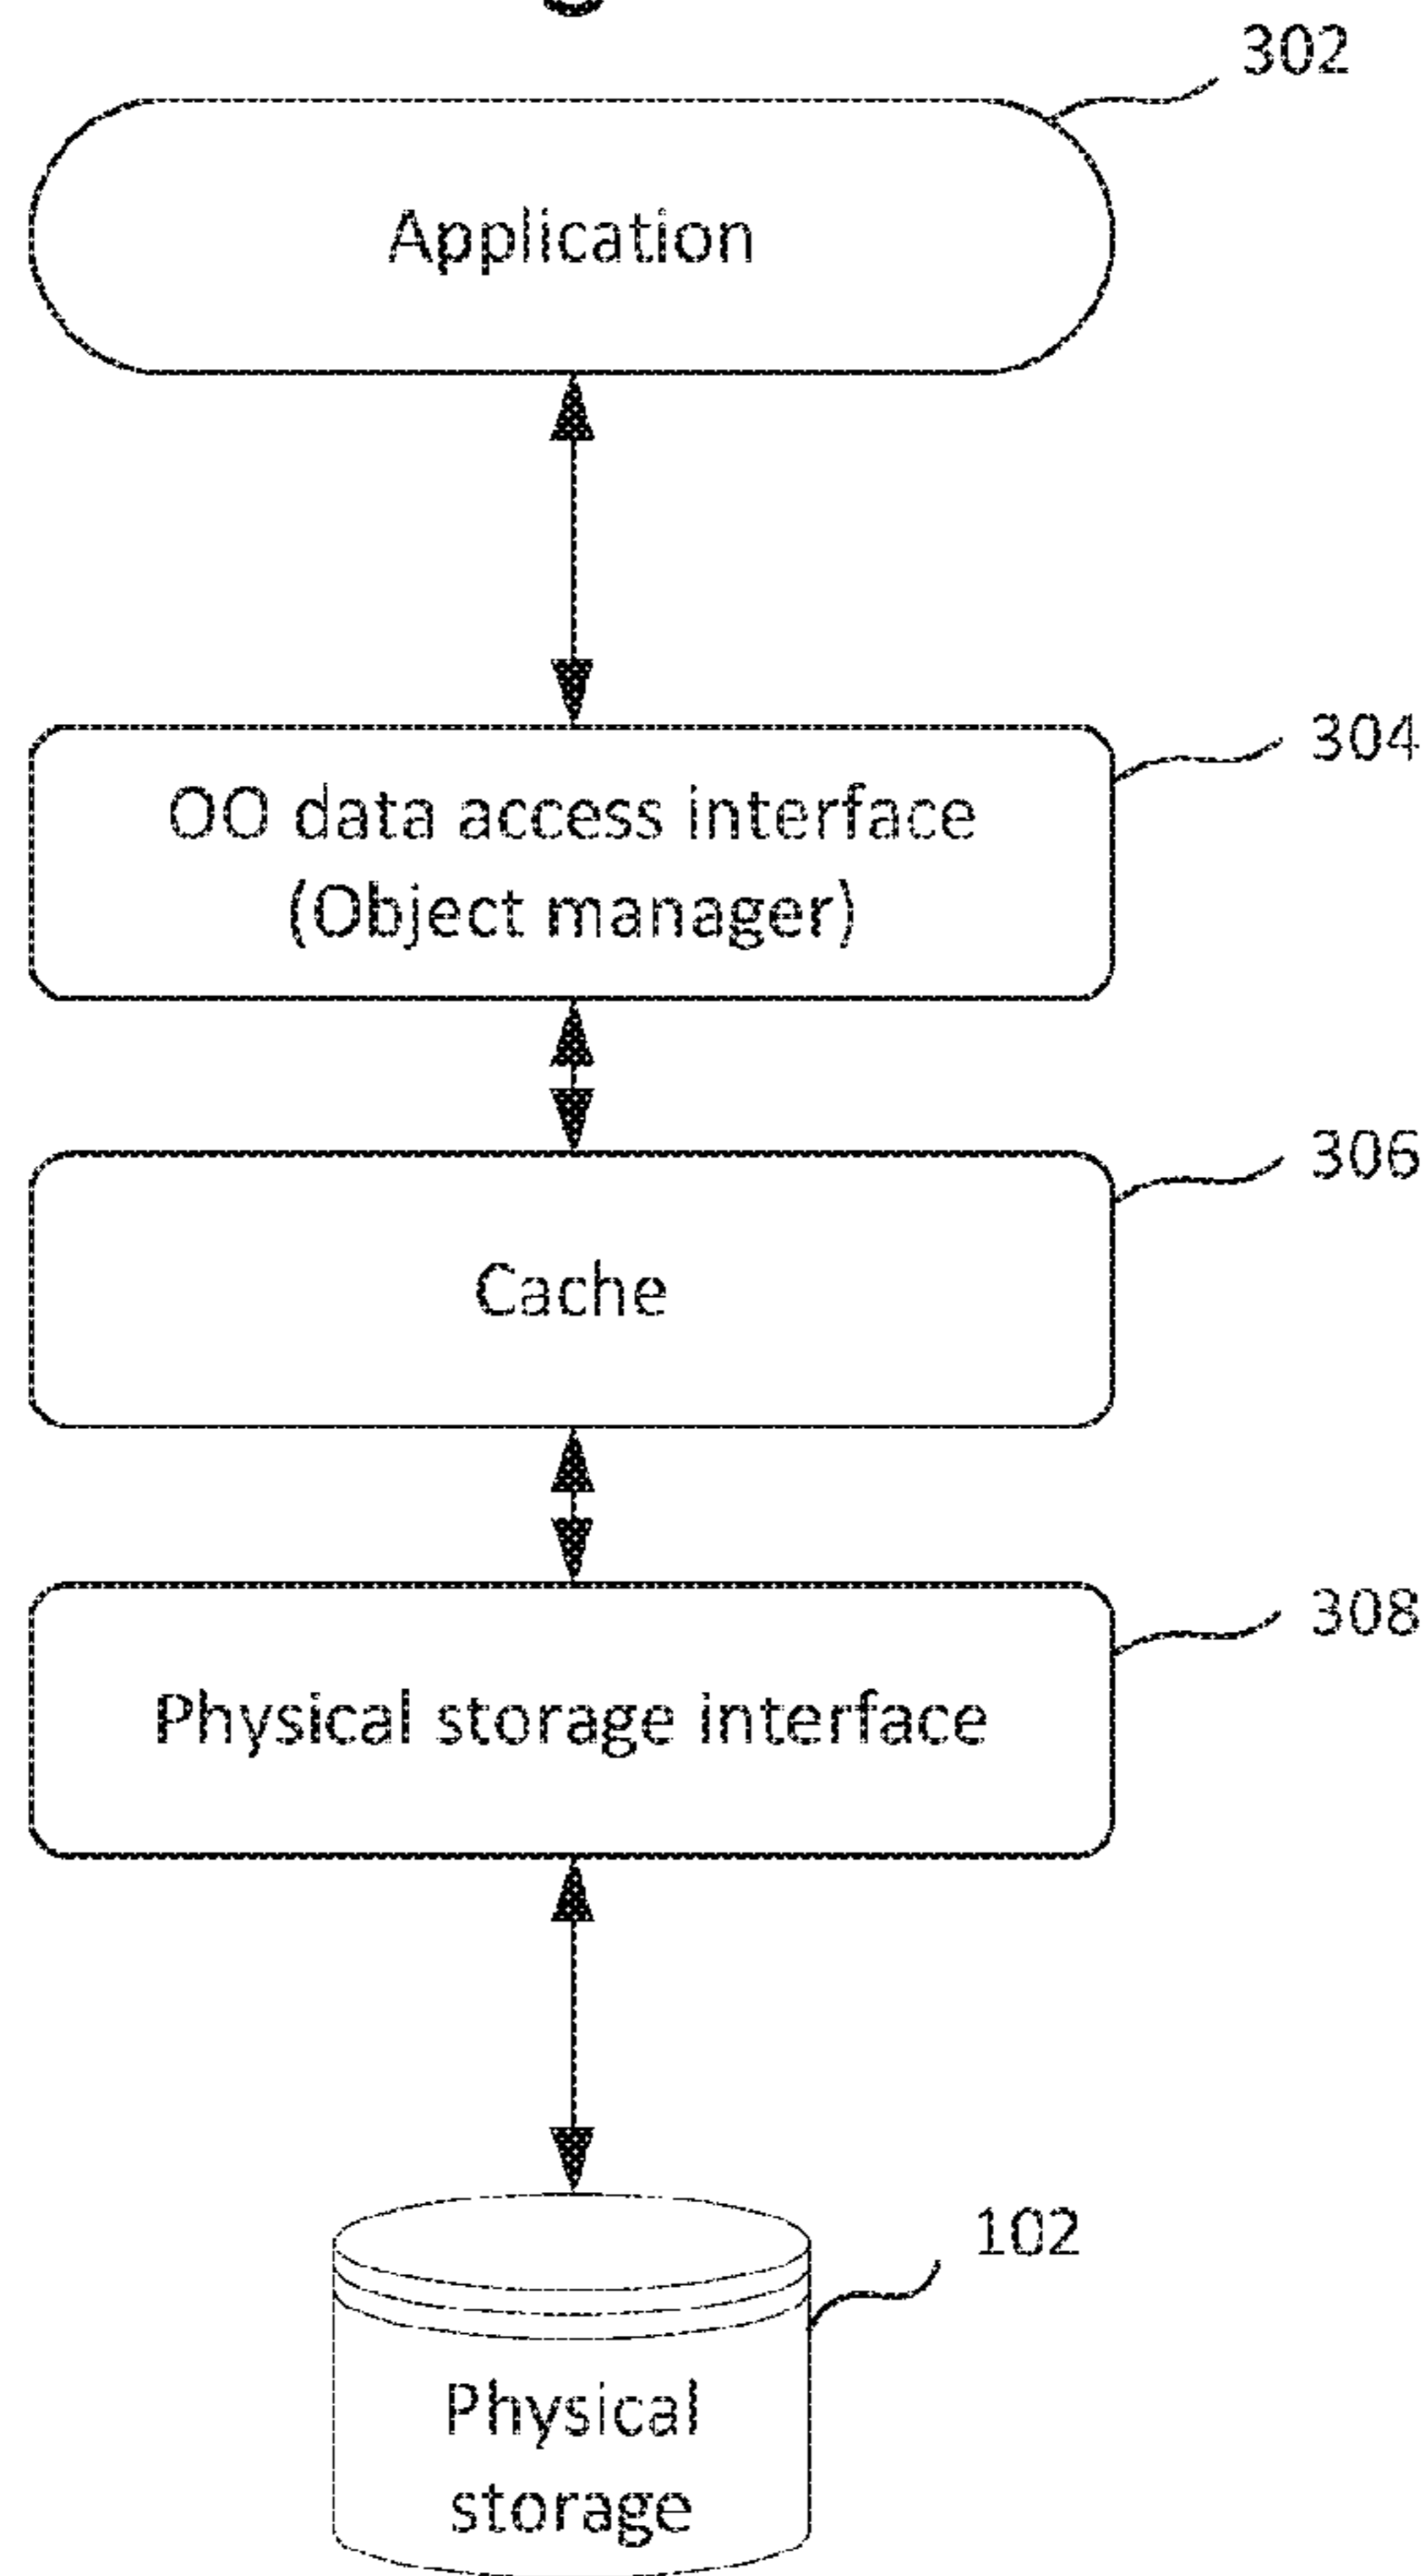 302
Application
304
OO data access interface
(Object manager)
306
Cache
308
Physical storage interface
102
Physical
storage